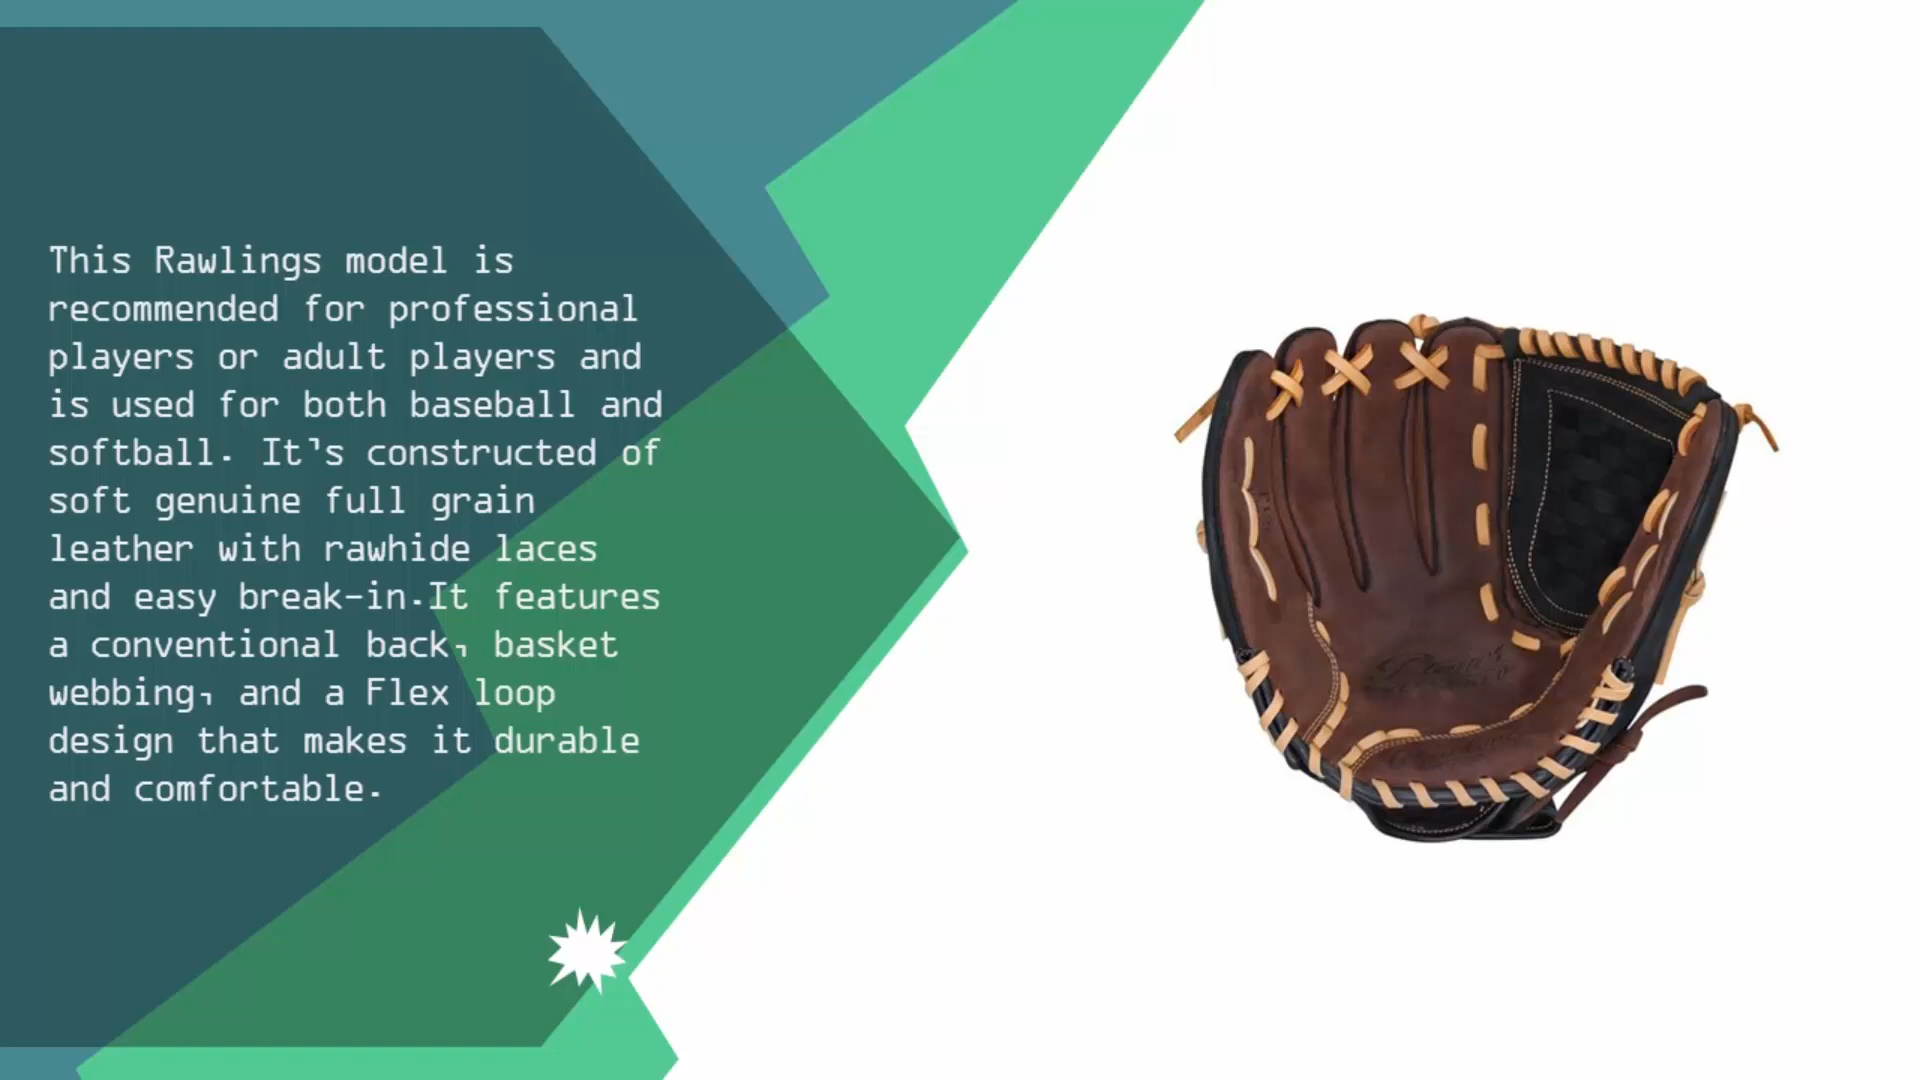 This Rawlings model is
recommended for professional
players or adult players and
is used for both baseball and
softball. It's constructed of
soft genuine full grain
leather with rawhide laces
and easy break-in.It features
a conventional back, basket
webbing, and a Flex loop
design that makes it durable
and comfortable.